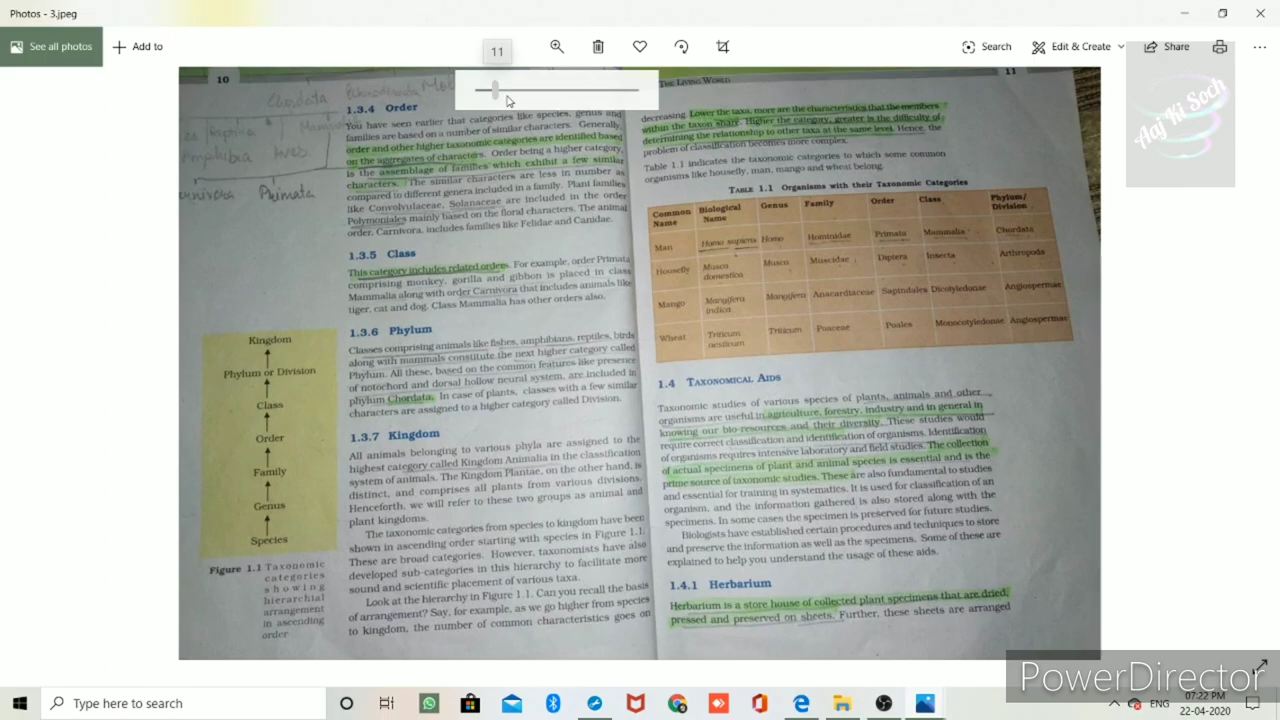 Photos - 3.jpeg
See all photos
Add to
11
Search
Edit & Create
Share
Aaj Ki Soch
10
Chordata
Echinodermata
Amphibia Aves
Primata
1.3.4 Order
You have seen earlier that categories like species, genus and
families are based on a number of similar characters. Generally,
order and other higher taxonomic categories are identified based
on the aggregates of characters. Order being a higher category,
is the assemblage of families which exhibit a few similar
characters. The similar characters are less in number as
compared to different genera included in a family. Plant families
like Convolvulaceae, Solanaceae are included in the order
Polymoniales mainly based on the floral characters. The animal
order, Carnivora, includes families like Felidae and Canidae.
1.3.5 Class
This category includes related orders. For example, order Primata
comprising monkey, gorilla and gibbon is placed in class
Mammalia along with order Carnivora that includes animals like
tiger, cat and dog. Class Mammalia has other orders also.
1.3.6 Phylum
Classes comprising animals like fishes, amphibians, reptiles, birds
along with mammals constitute the next higher category called
Phylum. All these, based on the common features like presence
of notochord and dorsal hollow neural system, are included in
phylum Chordata. In case of plants, classes with a few similar
characters are assigned to a higher category called Division.
1.3.7 Kingdom
All animals belonging to various phyla are assigned to the
highest category called Kingdom Animalia in the classification
system of animals. The Kingdom Plantae, on the other hand, is
distinct, and comprises all plants from various divisions.
Henceforth, we will refer to these two groups as animal and
plant kingdoms.
The taxonomic categories from species to kingdom have been
shown in ascending order starting with species in Figure 1.1.
These are broad categories. However, taxonomists have also
developed sub-categories in this hierarchy to facilitate more
sound and scientific placement of various taxa.
Look at the hierarchy in Figure 1.1. Can you recall the basis
of arrangement? Say, for example, as we go higher from species
to kingdom, the number of common characteristics goes on
Kingdom
Phylum or Division
Class
Order
Family
Genus
Species
Figure 1.1 Taxonomic
categories
showing
hierarchial
arrangement
in ascending
order
THE LIVING WORLD
11
decreasing. Lower the taxa, more are the characteristics that the members
within the taxon share. Higher the category, greater is the difficulty of
determining the relationship to other taxa at the same level. Hence, the
problem of classification becomes more complex.
Table 1.1 indicates the taxonomic categories to which some common
organisms like housefly, man, mango and wheat belong.
TABLE 1.1 Organisms with their Taxonomic Categories
Common Name Biological Name Genus Family Order Class Phylum/ Division
Man Homo sapiens Homo Hominidae Primata Mammalia Chordata
Housefly Musca domestica Musca Muscidae Diptera Insecta Arthropoda
Mango Mangifera indica Mangifera Anacardiaceae Sapindales Dicotyledonae Angiospermae
Wheat Triticum aesticum Triticum Poaceae Poales Monocotyledonae Angiospermae
1.4 TAXONOMICAL AIDS
Taxonomic studies of various species of plants, animals and other
organisms are useful in agriculture, forestry, industry and in general in
knowing our bio-resources and their diversity. These studies would
require correct classification and identification of organisms. Identification
of organisms requires intensive laboratory and field studies. The collection
of actual specimens of plant and animal species is essential and is the
prime source of taxonomic studies. These are also fundamental to studies
and essential for training in systematics. It is used for classification of an
organism, and the information gathered is also stored along with the
specimens. In some cases the specimen is preserved for future studies.
Biologists have established certain procedures and techniques to store
and preserve the information as well as the specimens. Some of these are
explained to help you understand the usage of these aids.
1.4.1 Herbarium
Herbarium is a store house of collected plant specimens that are dried,
pressed and preserved on sheets. Further, these sheets are arranged
PowerDirector
Type here to search
ENG
07:22 PM
22-04-2020